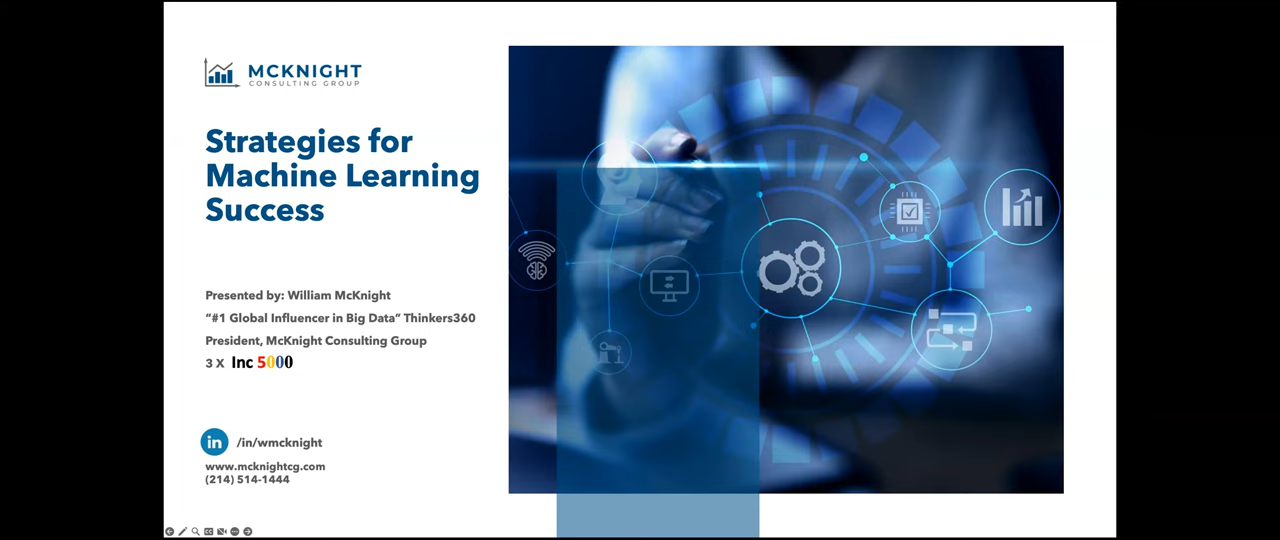 MCKNIGHT
CONSULTING GROUP
Strategies for
Machine Learning
Success
Presented by: William McKnight
“#1 Global Influencer in Big Data” Thinkers360
President, McKnight Consulting Group
3 X Inc 5000
in /in/wmcknight
www.mcknightcg.com
(214) 514-1444